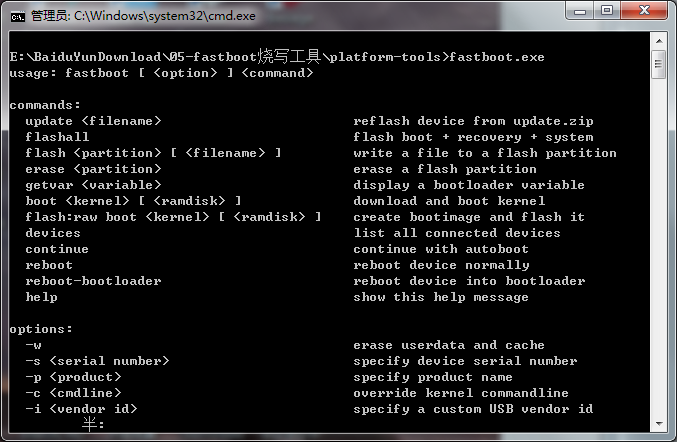 管理员: C:\Windows\system32\cmd.exe
E:\BaiduYunDownload\05-fastboot烧写工具\platform-tools>fastboot.exe
usage: fastboot [ <option> ] <command>
commands:
update <filename> reflash device from update.zip
flashall flash boot + recovery + system
flash <partition> [ <filename> ] write a file to a flash partition
erase <partition> erase a flash partition
getvar <variable> display a bootloader variable
boot <kernel> [ <ramdisk> ] download and boot kernel
flash:raw boot <kernel> [ <ramdisk> ] create bootimage and flash it
devices list all connected devices
continue continue with autoboot
reboot reboot device normally
reboot-bootloader reboot device into bootloader
help show this help message
options:
-w erase userdata and cache
-s <serial number> specify device serial number
-p <product> specify product name
-c <cmdline> override kernel commandline
-i <vendor id> specify a custom USB vendor id
半: